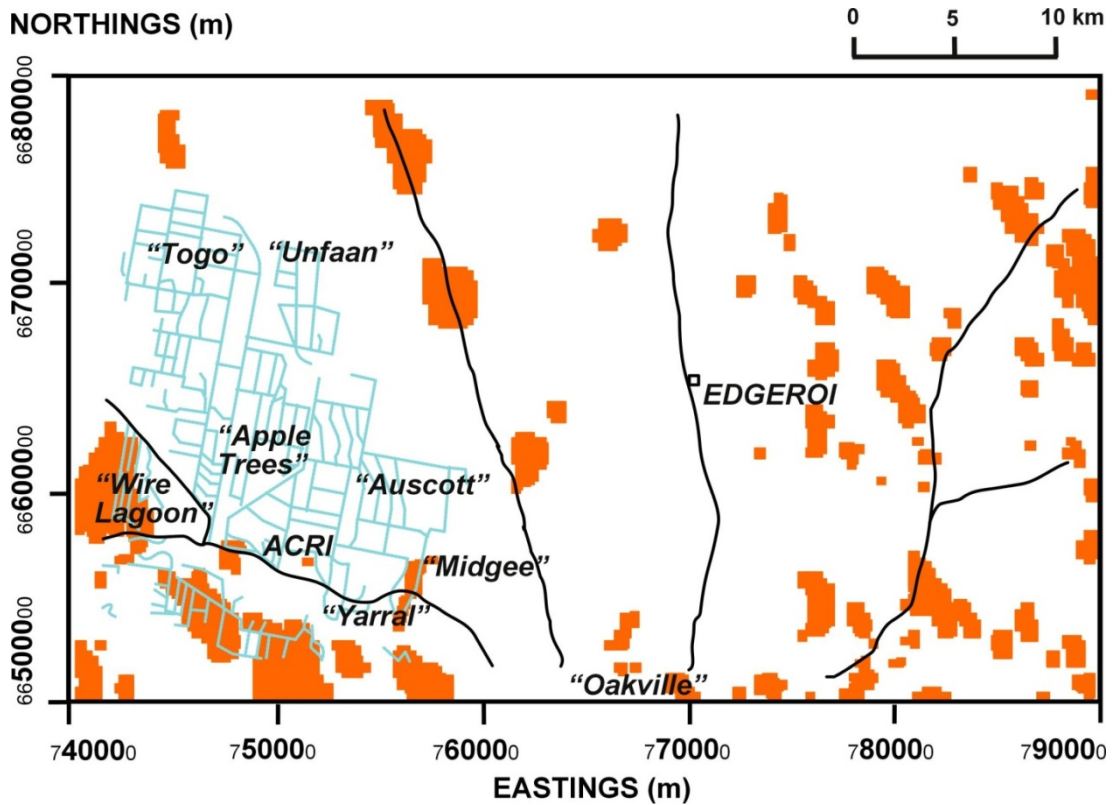 NORTHINGS (m)
0 5 10 km
6680000
6670000
6660000
6650000
“Togo” “Unfaan”
EDGEROI
“Apple
Trees”
“Wire
Lagoon”
“Auscott”
ACRI
“Midgee”
“Yarral”
“Oakville”
740000 750000 760000 770000 780000 790000
EASTINGS (m)